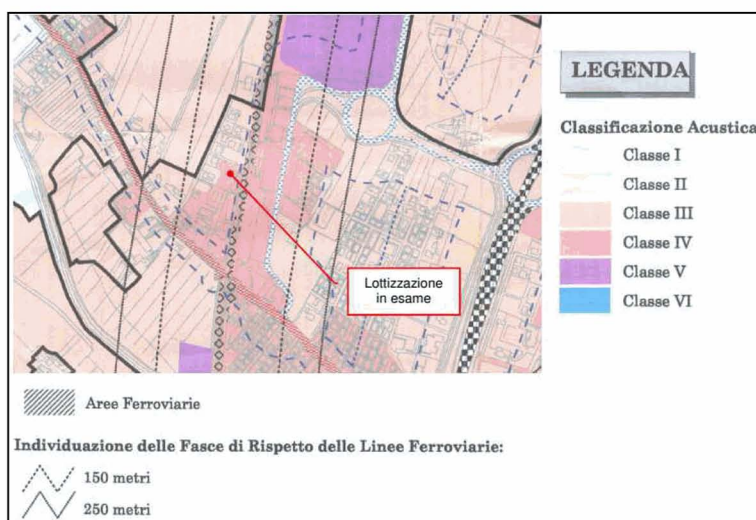 LEGENDA
Classificazione Acustica
Classe I
Classe II
Classe III
Classe IV
Classe V
Classe VI
Lottizzazione
in esame
Aree Ferroviarie
Individuazione delle Fasce di Rispetto delle Linee Ferroviarie:
150 metri
250 metri